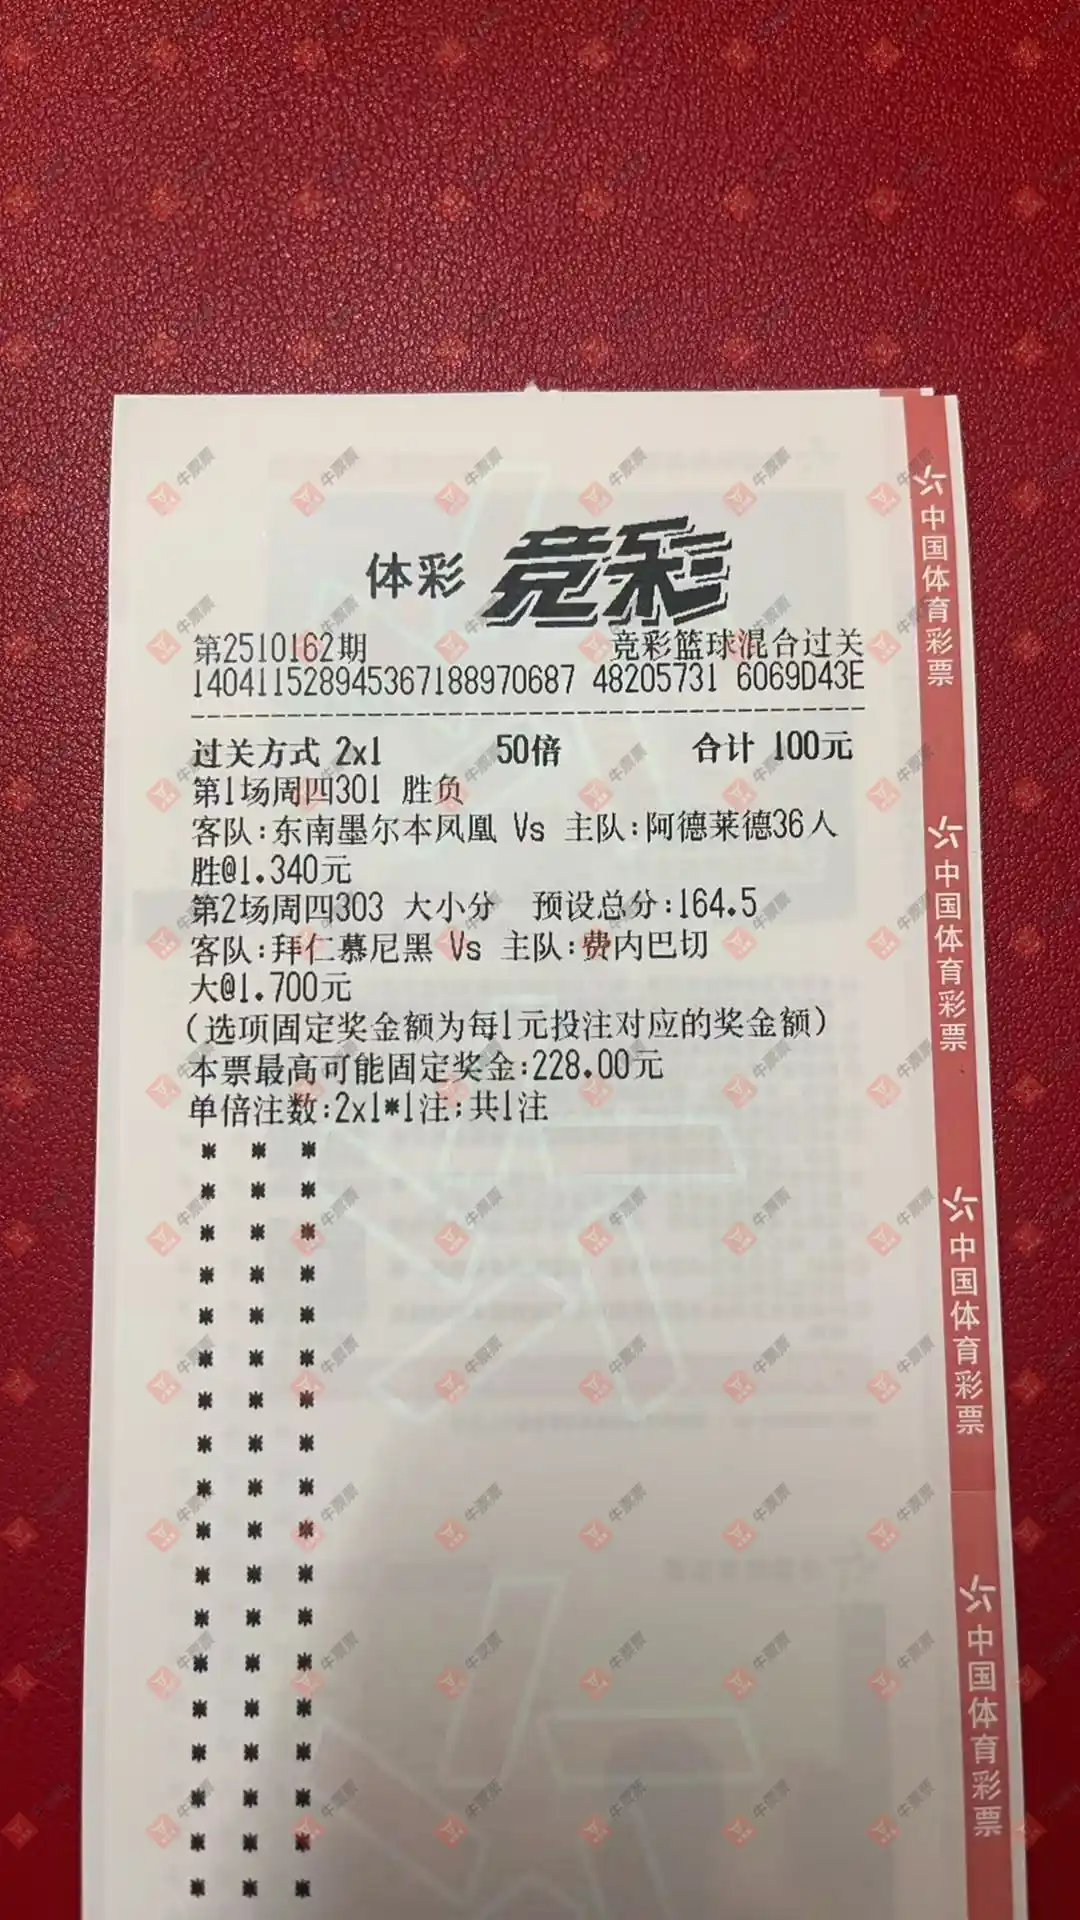 体彩 竞彩
第2510162期 竞彩篮球混合过关
140411528945367188970687 48205731 6069D43E
过关方式 2x1 50倍 合计 100元
第1场周四301 胜负
客队:东南墨尔本凤凰 Vs 主队:阿德莱德36人
胜@1.340元
第2场周四303 大小分 预设总分:164.5
客队:拜仁慕尼黑 Vs 主队:费内巴切
大@1.700元
(选项固定奖金额为每1元投注对应的奖金额)
本票最高可能固定奖金:228.00元
单倍注数:2x1*1注;共1注
中国体育彩票
中国体育彩票
中国体育彩票
中国体育彩票
牛票票